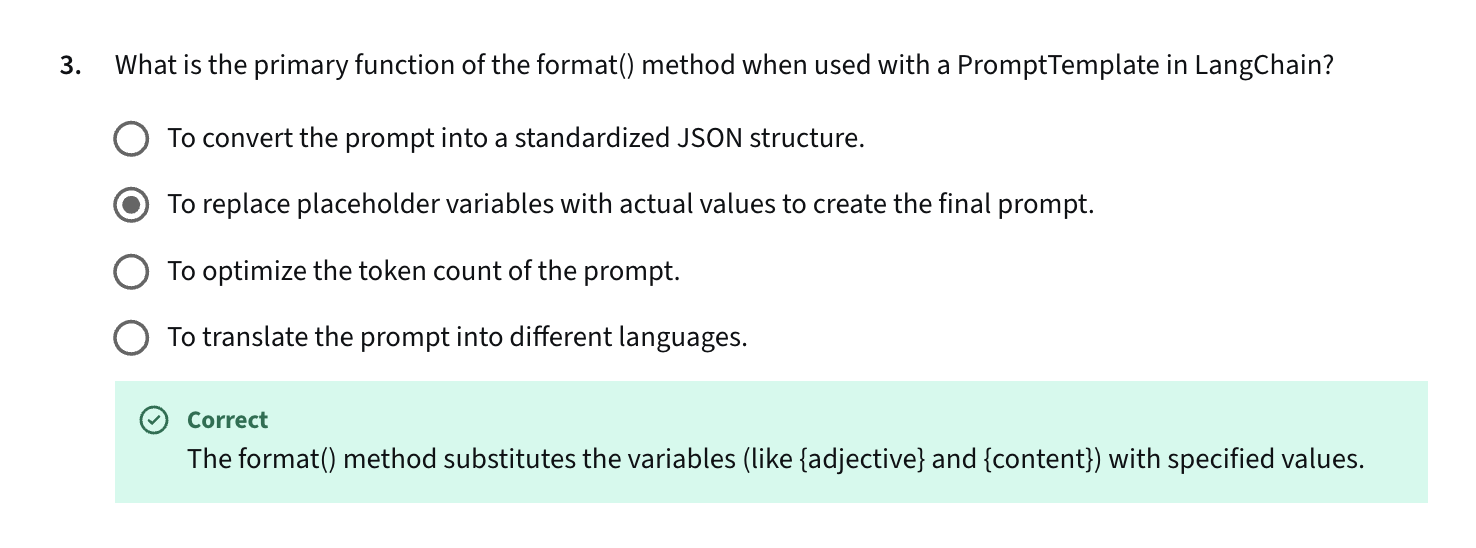 3. What is the primary function of the format() method when used with a PromptTemplate in LangChain?
To convert the prompt into a standardized JSON structure.
To replace placeholder variables with actual values to create the final prompt.
To optimize the token count of the prompt.
To translate the prompt into different languages.
Correct
The format() method substitutes the variables (like {adjective} and {content}) with specified values.